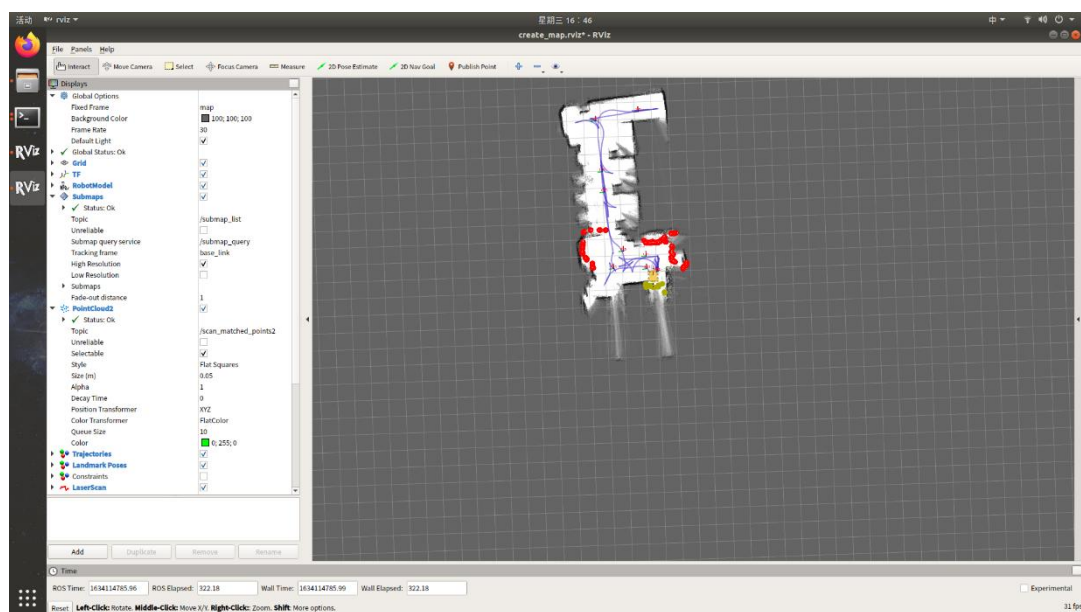 活动 rviz 星期三 16：46 中
create_map.rviz* - RViz
File Panels Help
Interact Move Camera Select Focus Camera Measure 2D Pose Estimate 2D Nav Goal Publish Point
Displays
Global Options
Fixed Frame map
Background Color 100; 100; 100
Frame Rate 30
Default Light
Global Status: Ok
Grid
TF
RobotModel
Submaps
Status: Ok
Topic /submap_list
Unreliable
Submap query service /submap_query
Tracking frame base_link
High Resolution
Low Resolution
Submaps
Fade-out distance 1
PointCloud2
Status: Ok
Topic /scan_matched_points2
Unreliable
Selectable
Style Flat Squares
Size (m) 0.05
Alpha 1
Decay Time 0
Position Transformer XYZ
Color Transformer FlatColor
Queue Size 10
Color 0; 255; 0
Trajectories
Landmark Poses
Constraints
LaserScan
RViz
RViz
Add Duplicate Remove Rename
Time
ROS Time: 1634114785.96 ROS Elapsed: 322.18 Wall Time: 1634114785.99 Wall Elapsed: 322.18 Experimental
Reset Left-Click: Rotate. Middle-Click: Move X/Y. Right-Click: Zoom. Shift: More options. 31 fps